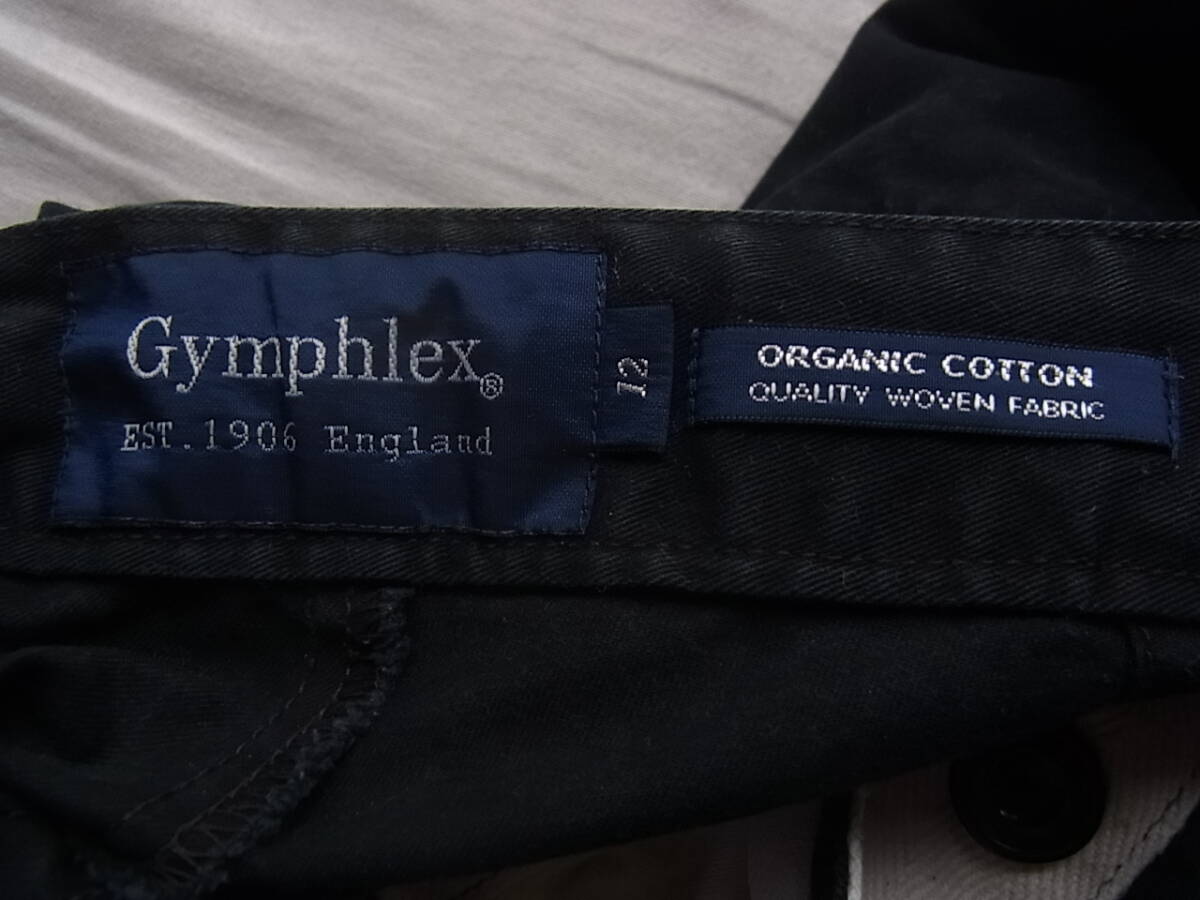 Gymphlex®
EST.1906 England
12
ORGANIC COTTON
QUALITY WOVEN FABRIC